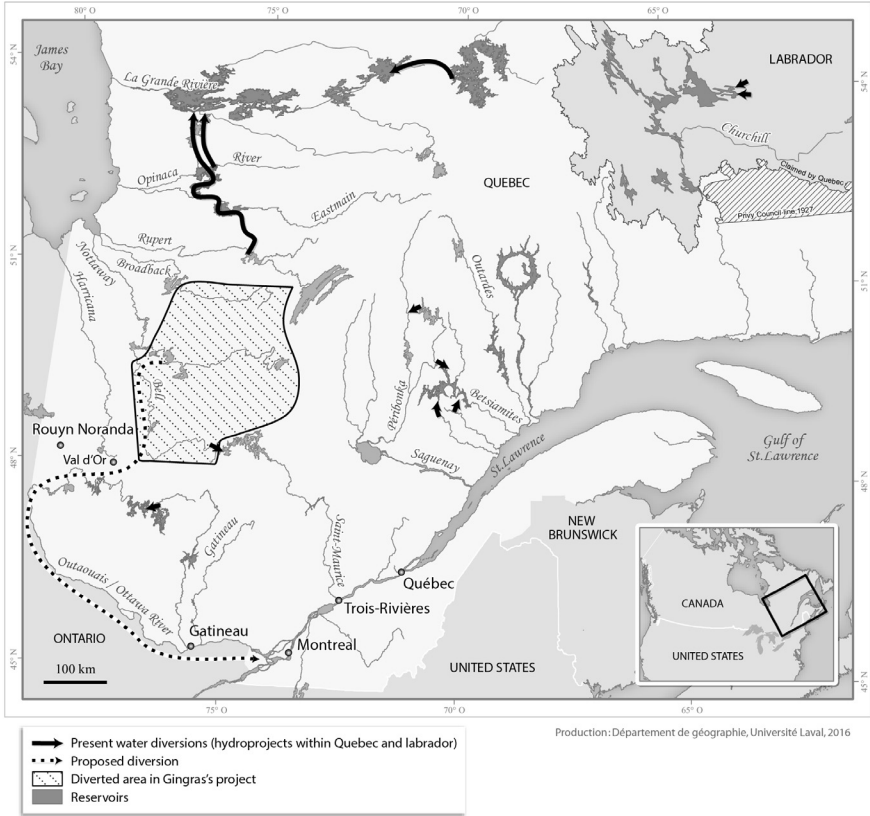 75° O
70° O
65° O
54° N
James
Bay
LABRADOR
54° N
La Grande Rivière
Churchill
Claimed by Quebec
Opinaca
River
QUEBEC
Eastmain
Privy Council line, 1927
Rupert
51° N
Nottaway
Broadback
Outardes
51° N
Harricana
Bell
Péribonka
Betsiamites
Rouyn Noranda
48° N
Val d'Or
Saguenay
St. Lawrence
Gulf of
St. Lawrence
48° N
Gatineau
Saint-Maurice
NEW
BRUNSWICK
Outaouais / Ottawa River
Québec
Trois-Rivières
CANADA
ONTARIO
Gatineau
Montreal
UNITED STATES
45° N
100 km
UNITED STATES
45° N
75° O
70° O
65° O
Production: Département de géographie, Université Laval, 2016
Present water diversions (hydroprojects within Quebec and labrador)
Proposed diversion
Diverted area in Gingras's project
Reservoirs